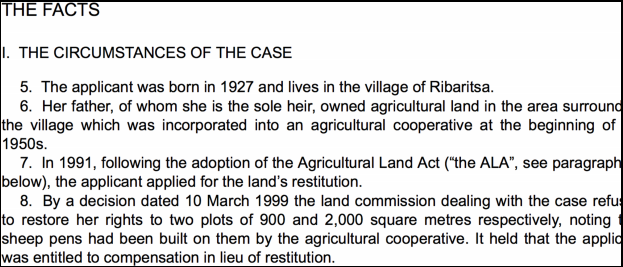 THE FACTS
I. THE CIRCUMSTANCES OF THE CASE
5. The applicant was born in 1927 and lives in the village of Ribaritsa.
6. Her father, of whom she is the sole heir, owned agricultural land in the area surround
the village which was incorporated into an agricultural cooperative at the beginning of
1950s.
7. In 1991, following the adoption of the Agricultural Land Act (“the ALA”, see paragraph
below), the applicant applied for the land’s restitution.
8. By a decision dated 10 March 1999 the land commission dealing with the case refu
to restore her rights to two plots of 900 and 2,000 square metres respectively, noting
sheep pens had been built on them by the agricultural cooperative. It held that the applic
was entitled to compensation in lieu of restitution.